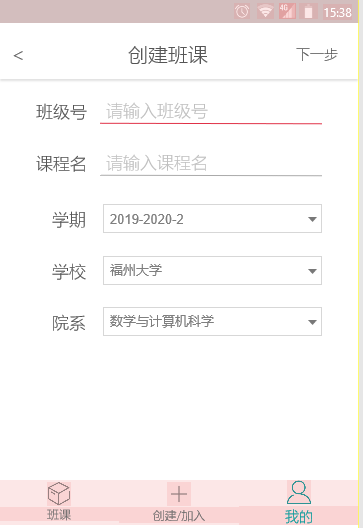 4G 15:38
< 创建班课 下一步
班级号 请输入班级号
课程名 请输入课程名
学期 2019-2020-2
学校 福州大学
院系 数学与计算机科学
班课 创建/加入 我的